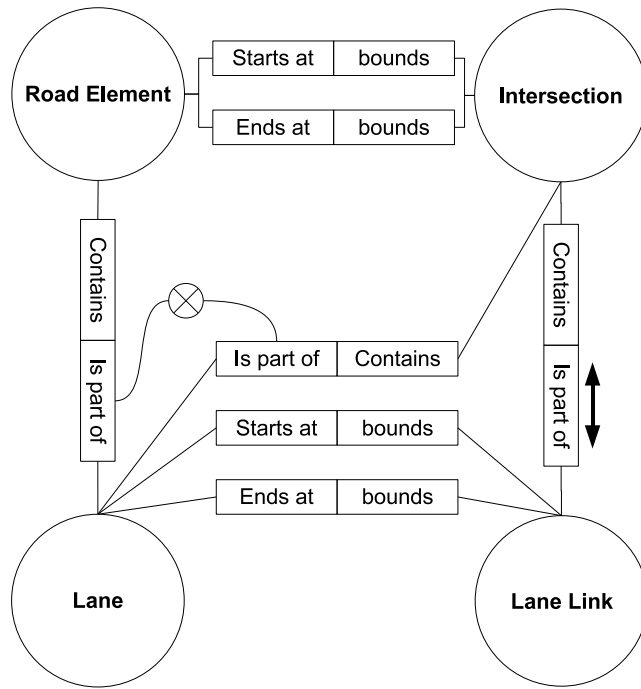 Starts at bounds
Road Element
Intersection
Ends at bounds
Contains
Contains
Is part of Contains
Is part of
Is part of
Starts at bounds
Ends at bounds
Lane
Lane Link